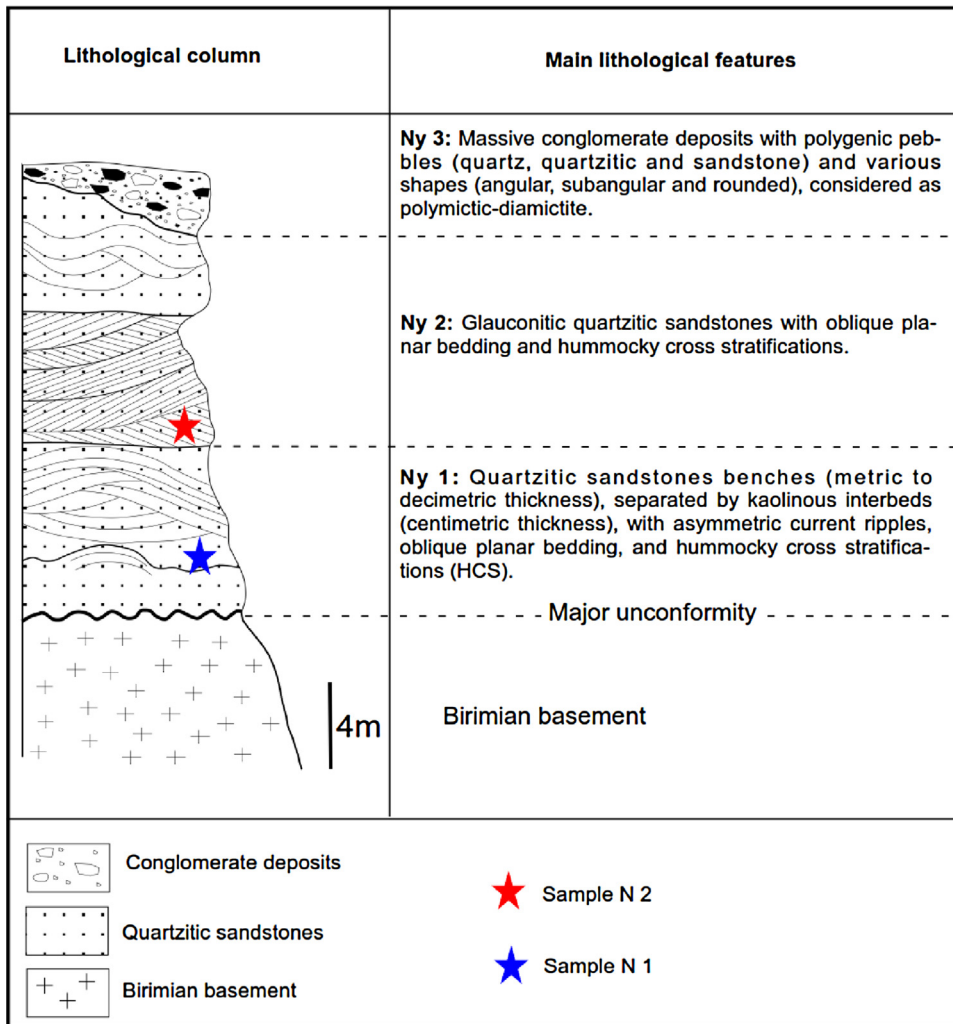 Lithological column
Main lithological features
Ny 3: Massive conglomerate deposits with polygenic peb-
bles (quartz, quartzitic and sandstone) and various
shapes (angular, subangular and rounded), considered as
polymictic-diamictite.
Ny 2: Glauconitic quartzitic sandstones with oblique pla-
nar bedding and hummocky cross stratifications.
Ny 1: Quartzitic sandstones benches (metric to
decimetric thickness), separated by kaolinous interbeds
(centimetric thickness), with asymmetric current ripples,
oblique planar bedding, and hummocky cross stratifica-
tions (HCS).
Major unconformity
4m
Birimian basement
Conglomerate deposits
Quartzitic sandstones
Birimian basement
Sample N 2
Sample N 1